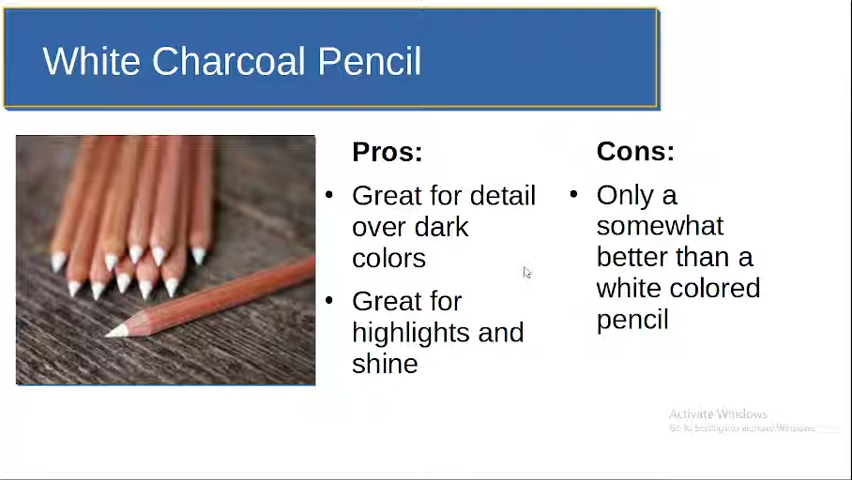 White Charcoal Pencil
Pros:
• Great for detail
over dark
colors
• Great for
highlights and
shine
Cons:
• Only a
somewhat
better than a
white colored
pencil
Activate Windows
Go to Settings to activate Windows.